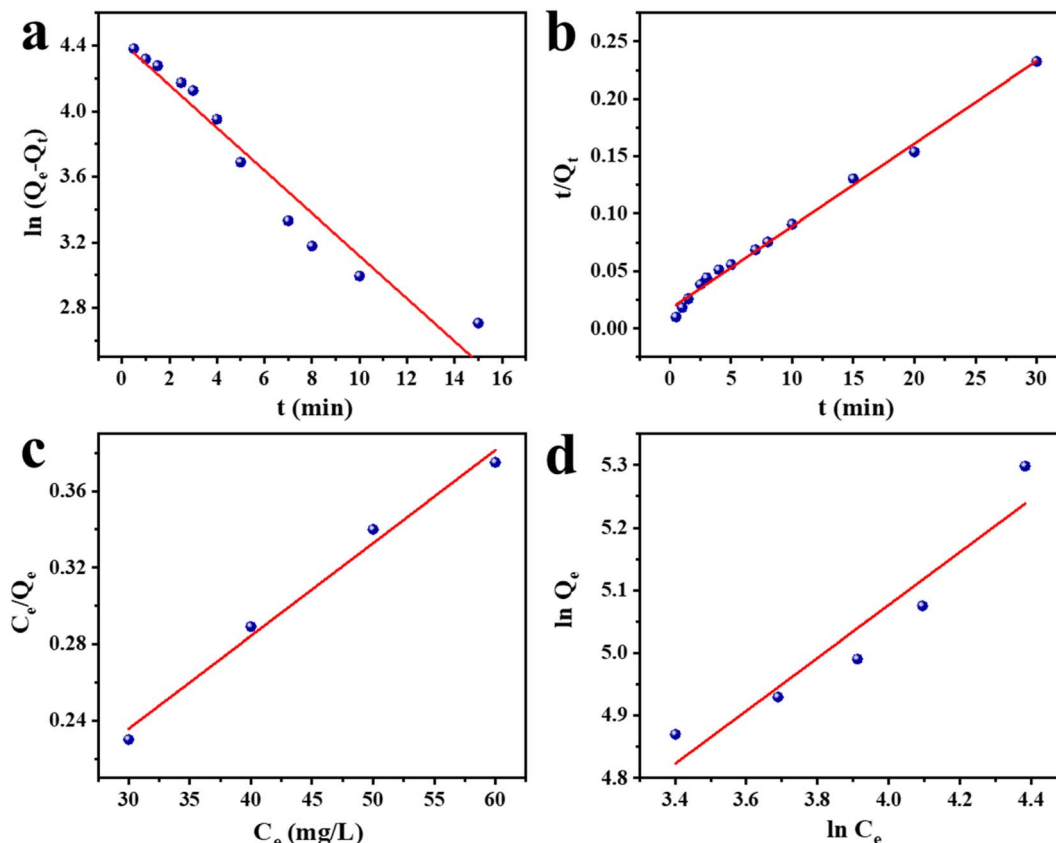 a
4.4
4.0
3.6
3.2
2.8
ln (Qe-Qt)
0 2 4 6 8 10 12 14 16
t (min)
b
0.25
0.20
0.15
0.10
0.05
0.00
t/Qt
0 5 10 15 20 25 30
t (min)
c
0.36
0.32
0.28
0.24
Ce/Qe
30 40 50 60
Ce (mg/L)
d
5.3
5.2
5.1
5.0
4.9
4.8
ln Qe
3.4 3.6 3.8 4.0 4.2 4.4
ln Ce